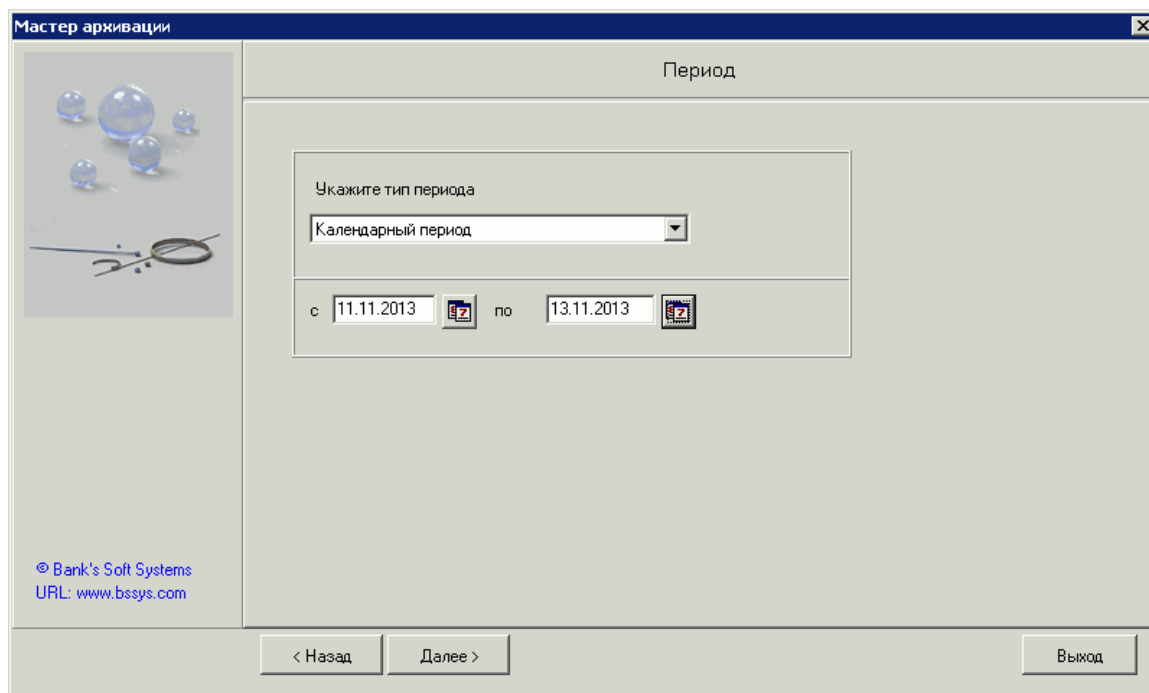 Мастер архивации
Период
Укажите тип периода
Календарный период
с 11.11.2013 по 13.11.2013
© Bank's Soft Systems
URL: www.bssys.com
< Назад Далее > Выход